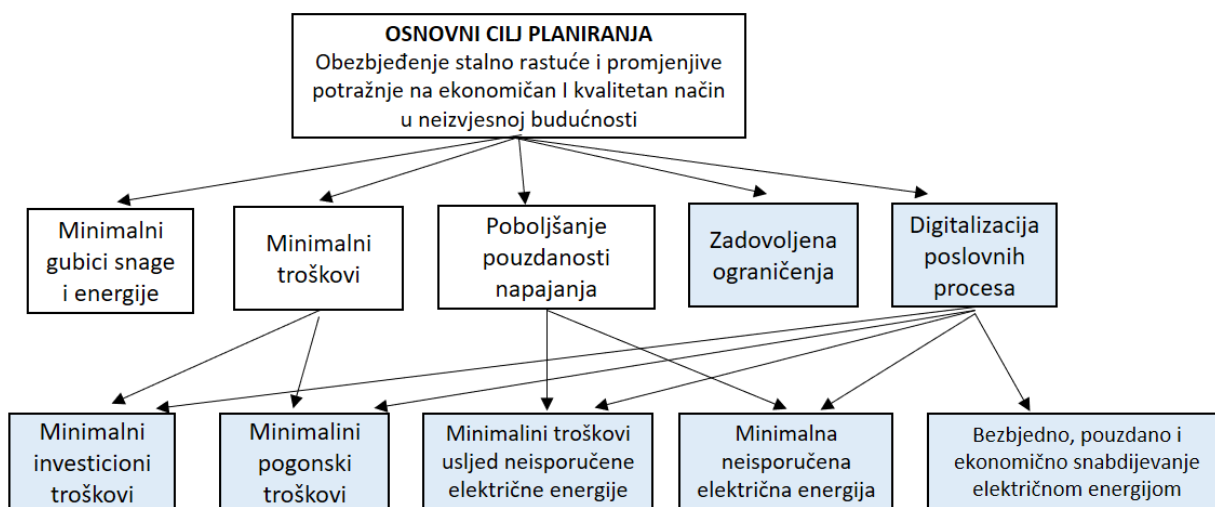 OSNOVNI CILJ PLANIRANJA
Obezbjeđenje stalno rastuće i promjenjive
potražnje na ekonomičan I kvalitetan način
u neizvjesnoj budućnosti
Minimalni
gubici snage
i energije
Minimalni
troškovi
Poboljšanje
pouzdanosti
napajanja
Zadovoljena
ograničenja
Digitalizacija
poslovnih
procesa
Minimalni
investicioni
troškovi
Minimalini
pogonski
troškovi
Minimalini troškovi
usljed neisporučene
električne energije
Minimalna
neisporučena
električna energija
Bezbjedno, pouzdano i
ekonomično snabdijevanje
električnom energijom